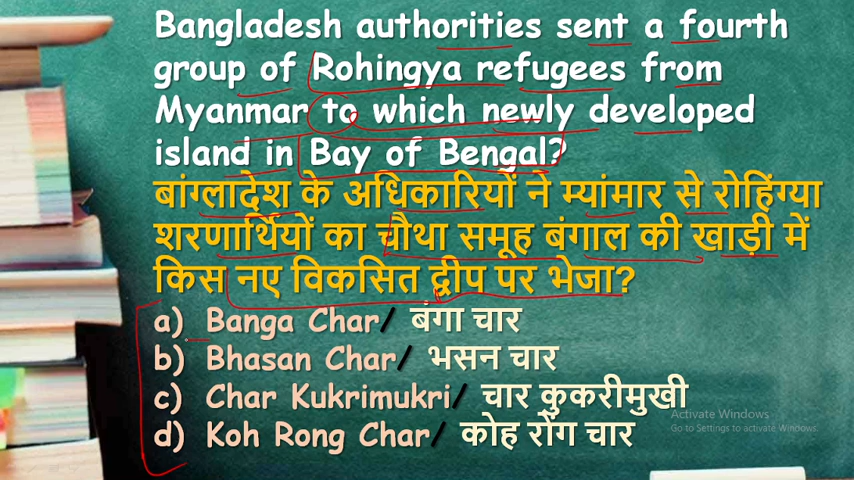 Bangladesh authorities sent a fourth
group of Rohingya refugees from
Myanmar to which newly developed
island in Bay of Bengal?
बांग्लादेश के अधिकारियों ने म्यांमार से रोहिंग्या
शरणार्थियों का चौथा समूह बंगाल की खाड़ी में
किस नए विकसित द्वीप पर भेजा?
a) Banga Char/ बंगा चार
b) Bhasan Char/ भसन चार
c) Char Kukrimukri/ चार कुकरीमुखी
d) Koh Rong Char/ कोह रोंग चार
Activate Windows
Go to Settings to activate Windows.